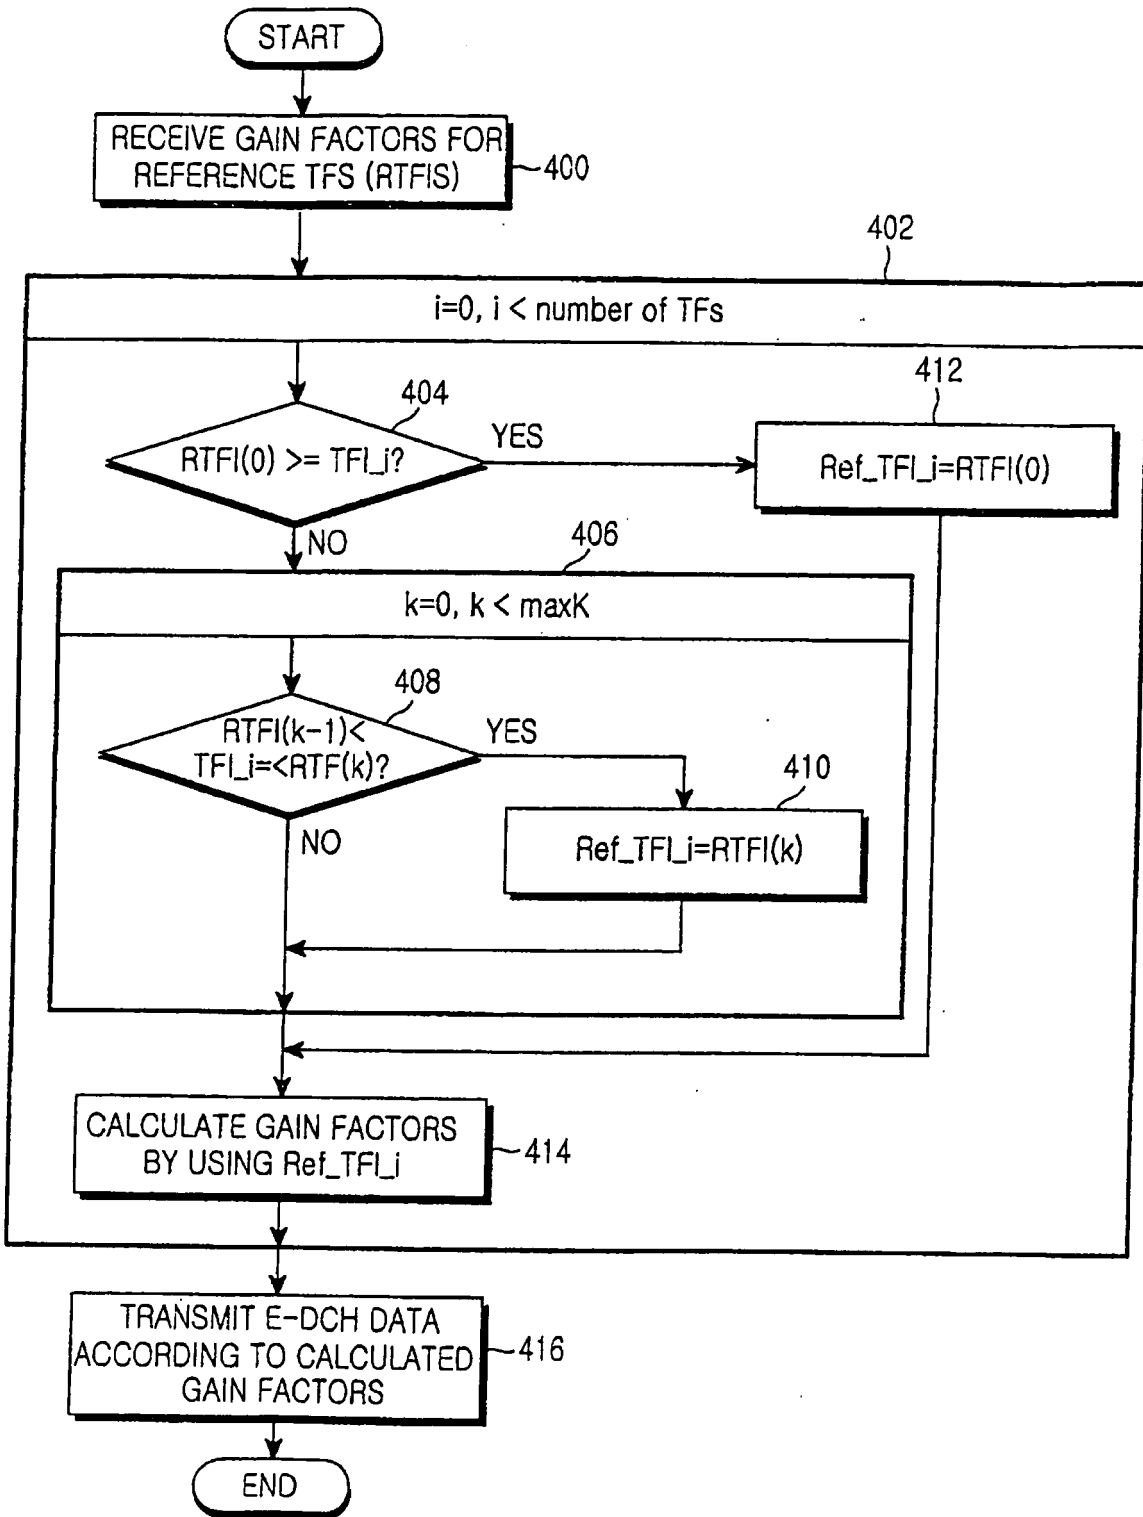 START
RECEIVE GAIN FACTORS FOR
REFERENCE TFS (RTFIS)
400
402
i=0, i < number of TFs
404
RTFI(0) >= TFI_i?
YES
412
Ref_TFI_i=RTFI(0)
NO
406
k=0, k < maxK
408
RTFI(k-1)<
TFI_i=<RTF(k)?
YES
410
Ref_TFI_i=RTFI(k)
NO
CALCULATE GAIN FACTORS
BY USING Ref_TFI_i
414
TRANSMIT E-DCH DATA
ACCORDING TO CALCULATED
GAIN FACTORS
416
END